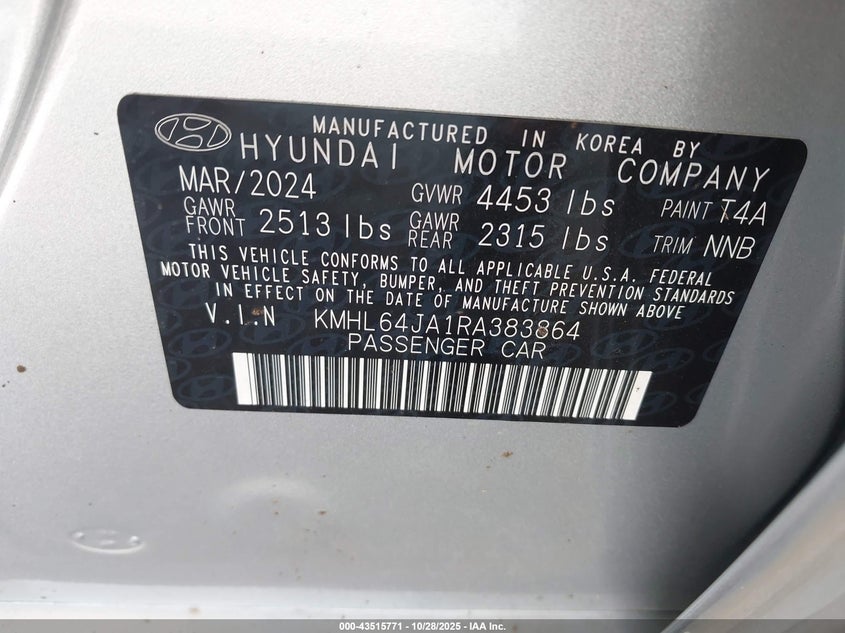 MANUFACTURED IN KOREA BY
HYUNDAI MOTOR COMPANY
MAR/2024 GVWR 4453 lbs PAINT T4A
GAWR FRONT 2513 lbs GAWR REAR 2315 lbs TRIM NNB
THIS VEHICLE CONFORMS TO ALL APPLICABLE U.S.A. FEDERAL
MOTOR VEHICLE SAFETY, BUMPER, AND THEFT PREVENTION STANDARDS
IN EFFECT ON THE DATE OF MANUFACTURE SHOWN ABOVE
V.I.N KMHL64JA1RA383864
PASSENGER CAR
000-43515771 - 10/28/2025 - IAA Inc.